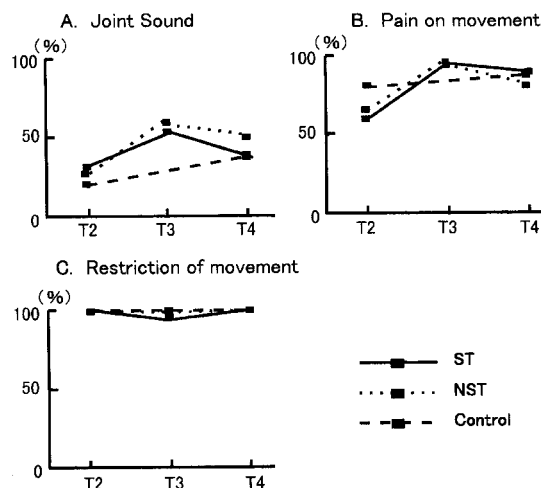 A. Joint Sound
(%)
100
50
0
T2 T3 T4
B. Pain on movement
(%)
100
50
0
T2 T3 T4
C. Restriction of movement
(%)
100
50
0
T2 T3 T4
ST
NST
Control